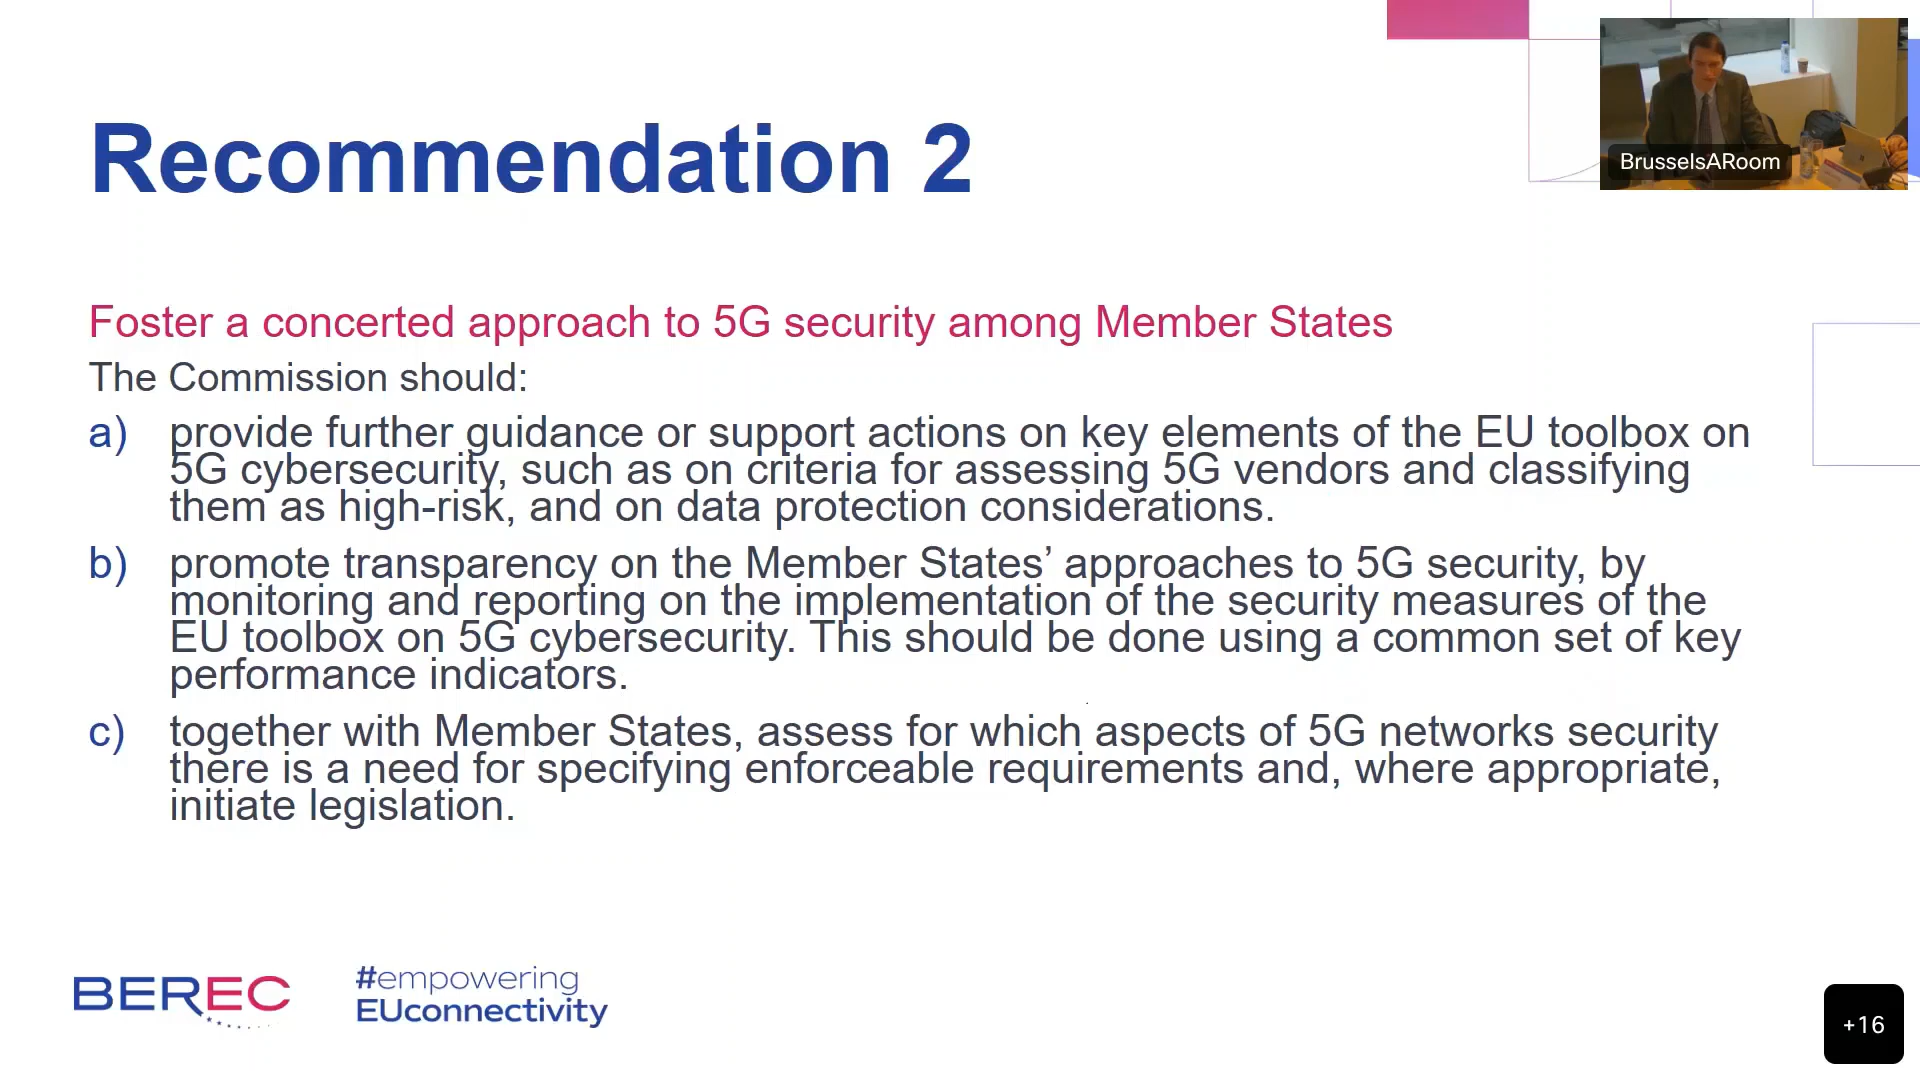 BrusselsARoom
Recommendation 2
Foster a concerted approach to 5G security among Member States
The Commission should:
a) provide further guidance or support actions on key elements of the EU toolbox on
5G cybersecurity, such as on criteria for assessing 5G vendors and classifying
them as high-risk, and on data protection considerations.
b) promote transparency on the Member States’ approaches to 5G security, by
monitoring and reporting on the implementation of the security measures of the
EU toolbox on 5G cybersecurity. This should be done using a common set of key
performance indicators.
c) together with Member States, assess for which aspects of 5G networks security
there is a need for specifying enforceable requirements and, where appropriate,
initiate legislation.
BEREC
#empowering
EUconnectivity
+16